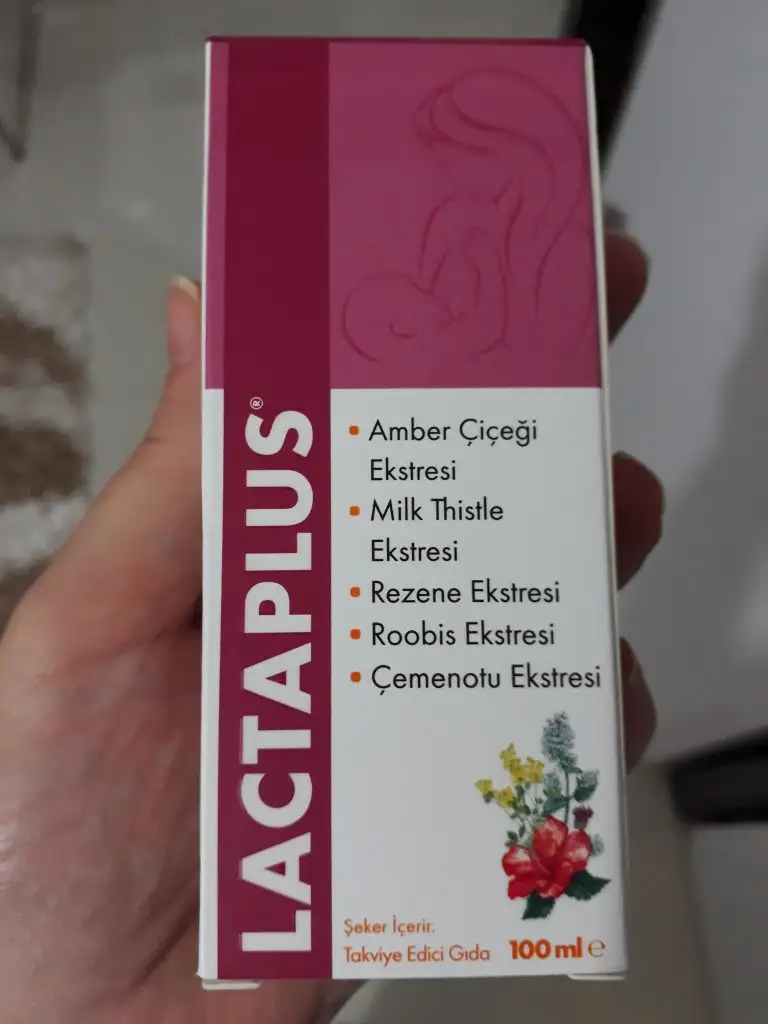 LACTAPLUS®
• Amber Çiçeği
Ekstresi
• Milk Thistle
Ekstresi
• Rezene Ekstresi
• Roobis Ekstresi
• Çemenotu Ekstresi
Şeker İçerir.
Takviye Edici Gıda 100 ml ℮